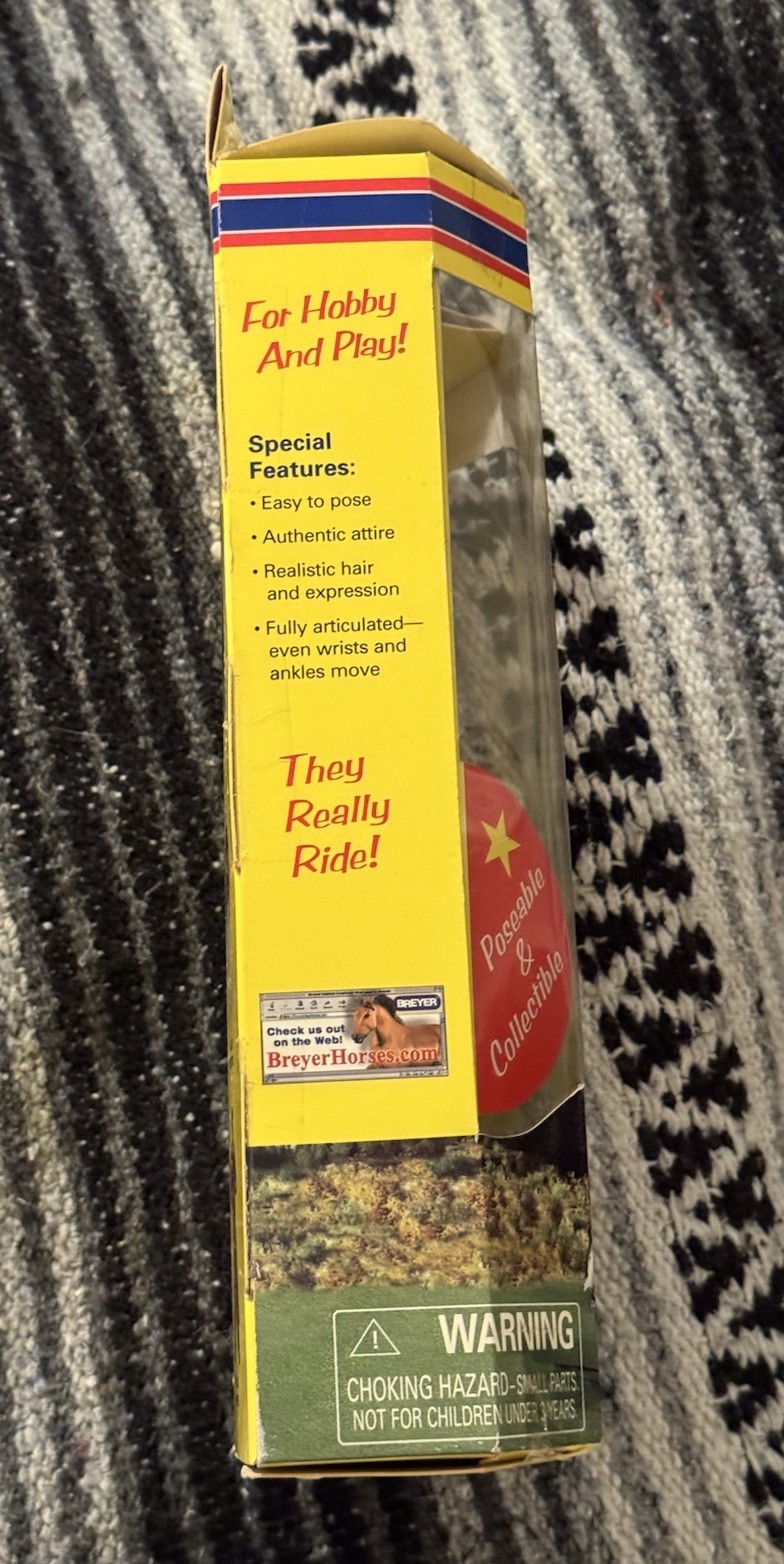 For Hobby
And Play!
Special
Features:
• Easy to pose
• Authentic attire
• Realistic hair
and expression
• Fully articulated—
even wrists and
ankles move
They
Really
Ride!
Poseable
&
Collectible
BREYER
Check us out
on the Web!
BreyerHorses.com
WARNING
CHOKING HAZARD-SMALL PARTS.
NOT FOR CHILDREN UNDER 3 YEARS.